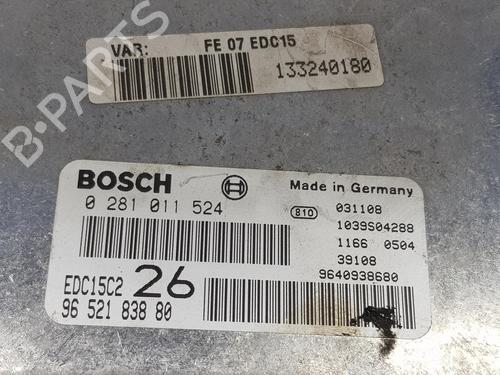 VAR: FE 07 EDC15
133240180
B-PARTS
BOSCH
Made in Germany
0 281 011 524
810
031108
1039S04288
1166 0504
39108
9640938680
EDC15C2 26
96 521 838 80